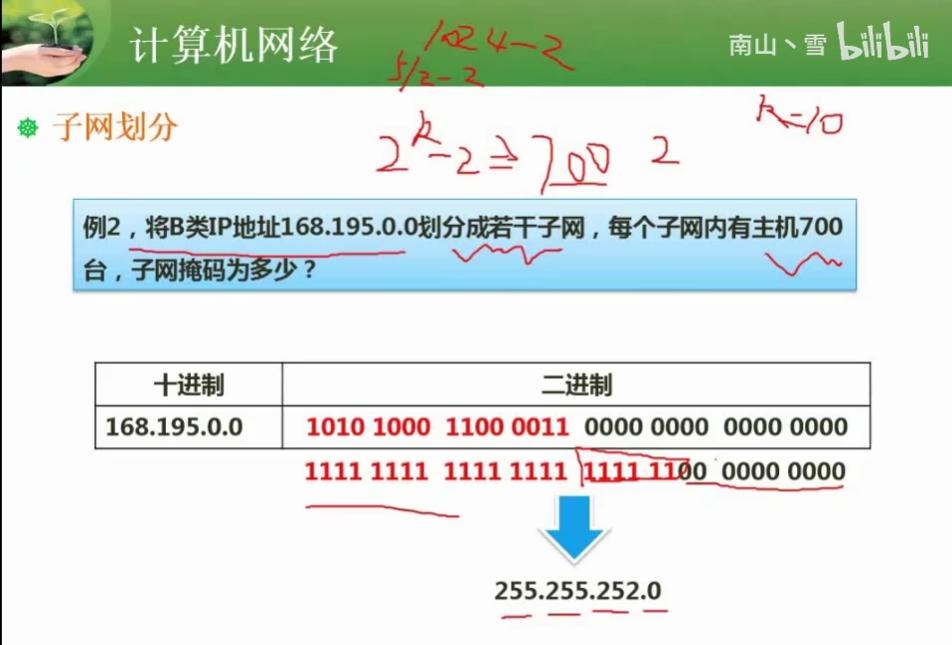 计算机网络
1024-2
512-2
南山丶雪 bilibili
子网划分
k=10
2^k-2≥700 2
例2，将B类IP地址168.195.0.0划分成若干子网，每个子网内有主机700
台，子网掩码为多少？
十进制 二进制
168.195.0.0 1010 1000 1100 0011 0000 0000 0000 0000
1111 1111 1111 1111 1111 1100 0000 0000
255.255.252.0